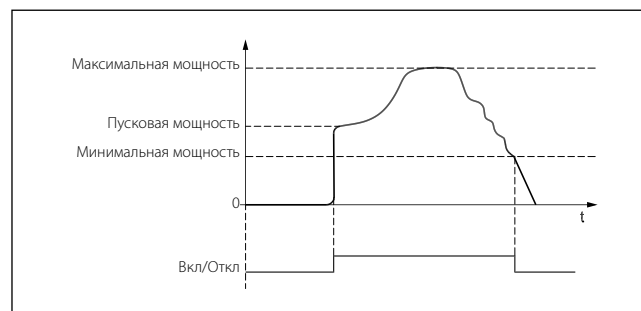 Максимальная мощность
Пусковая мощность
Минимальная мощность
0
t
Вкл/Откл